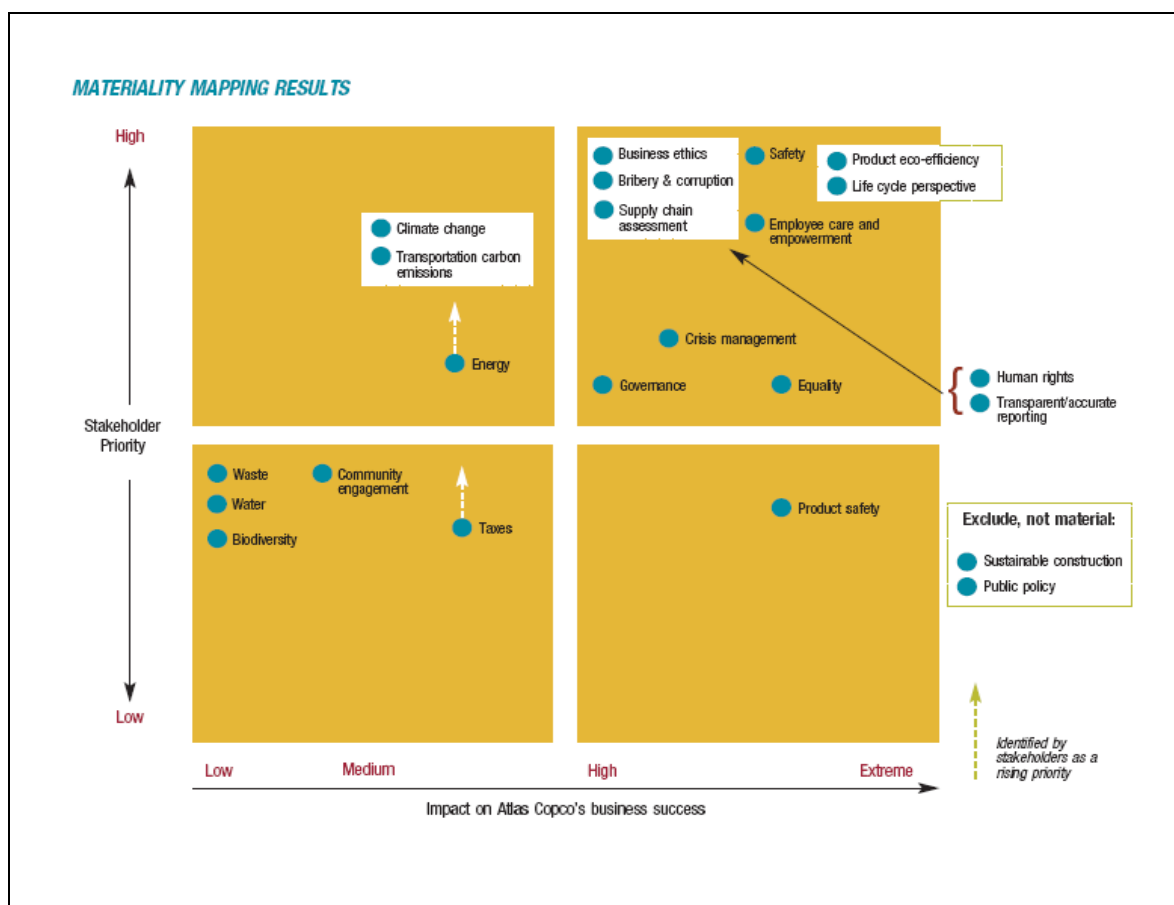 MATERIALITY MAPPING RESULTS
High
Business ethics
Safety
Product eco-efficiency
Bribery & corruption
Life cycle perspective
Supply chain
assessment
Employee care and
empowerment
Climate change
Transportation carbon
emissions
Crisis management
Energy
Governance
Equality
Human rights
Transparent/accurate
reporting
Stakeholder
Priority
Waste
Community
engagement
Water
Biodiversity
Taxes
Product safety
Exclude, not material:
Sustainable construction
Public policy
Low
Identified by
stakeholders as a
rising priority
Low
Medium
High
Extreme
Impact on Atlas Copco's business success